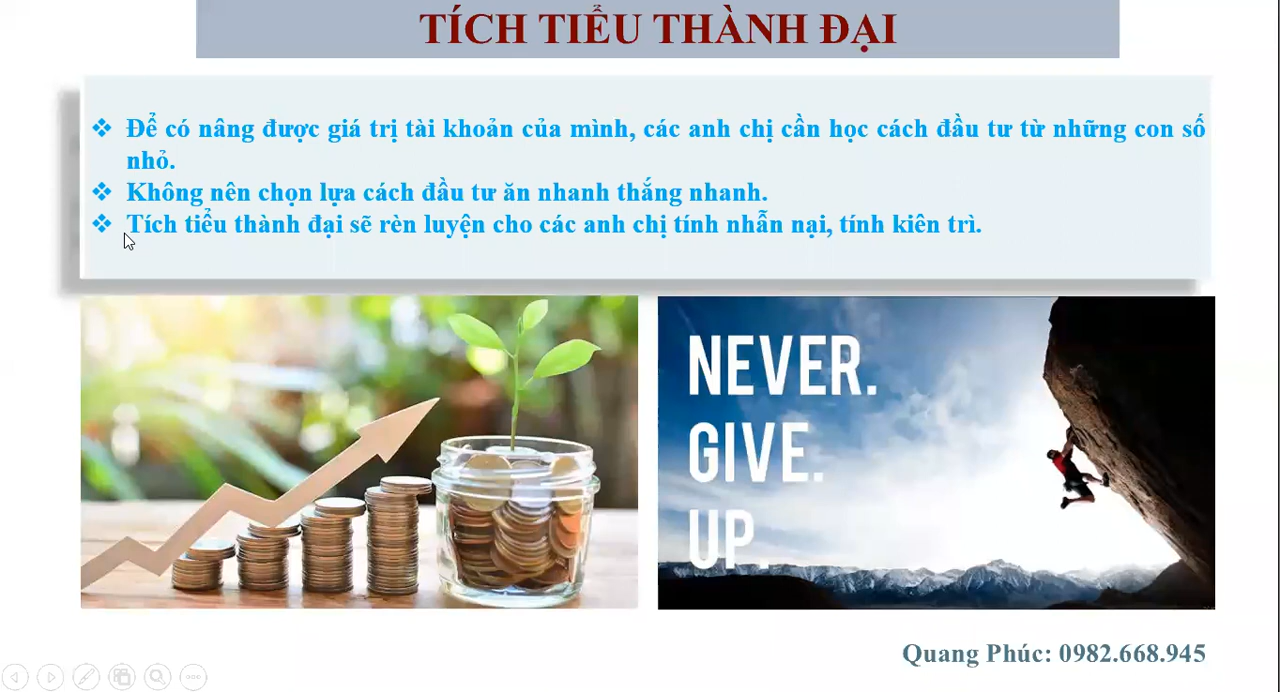 TÍCH TIỂU THÀNH ĐẠI
❖ Để có nâng được giá trị tài khoản của mình, các anh chị cần học cách đầu tư từ những con số
nhỏ.
❖ Không nên chọn lựa cách đầu tư ăn nhanh thắng nhanh.
❖ Tích tiểu thành đại sẽ rèn luyện cho các anh chị tính nhẫn nại, tính kiên trì.
NEVER.
GIVE.
UP.
Quang Phúc: 0982.668.945